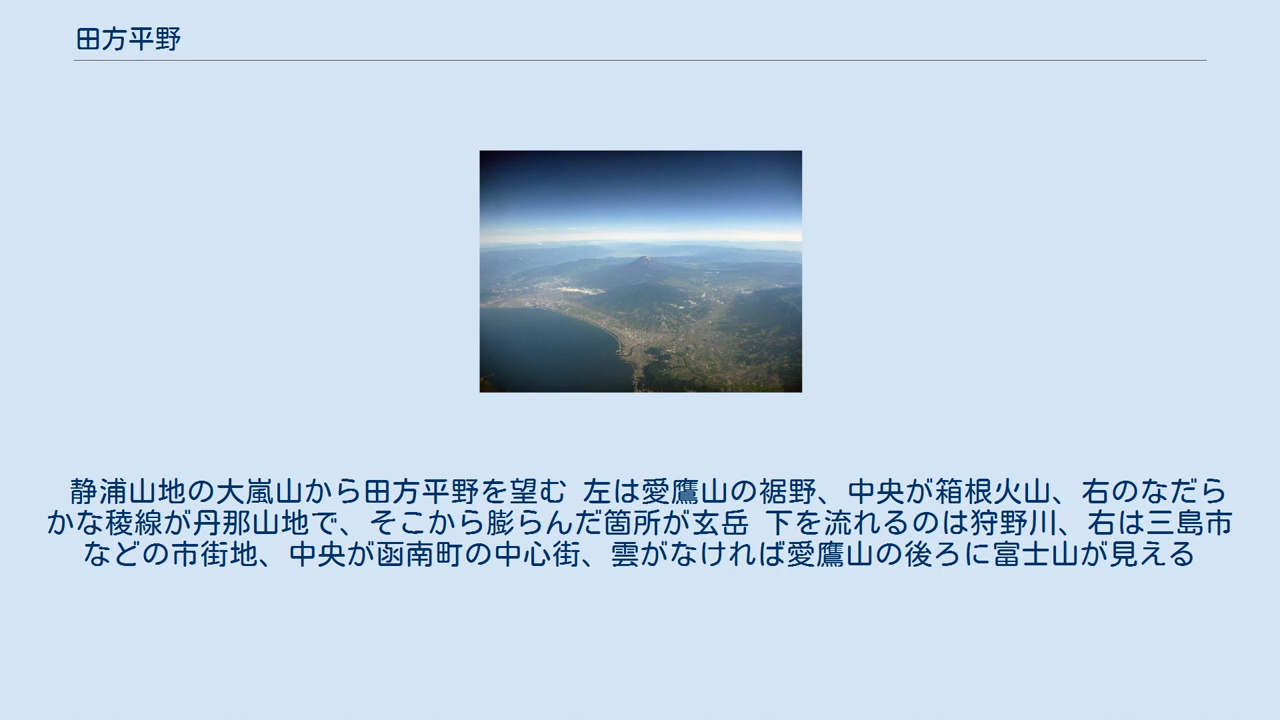 田方平野
静浦山地の大嵐山から田方平野を望む 左は愛鷹山の裾野、中央が箱根火山、右のなだら
かな稜線が丹那山地で、そこから膨らんだ箇所が玄岳 下を流れるのは狩野川、右は三島市
などの市街地、中央が函南町の中心街、雲がなければ愛鷹山の後ろに富士山が見える